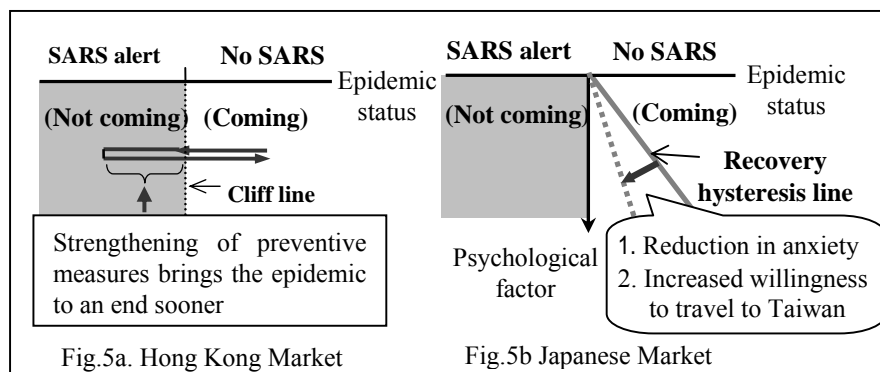 SARS alert
No SARS
Epidemic
status
(Not coming)
(Coming)
Cliff line
Strengthening of preventive
measures brings the epidemic
to an end sooner
Fig.5a. Hong Kong Market
SARS alert
No SARS
Epidemic
status
(Not coming)
(Coming)
Recovery
hysteresis line
Psychological
factor
1. Reduction in anxiety
2. Increased willingness
to travel to Taiwan
Fig.5b Japanese Market